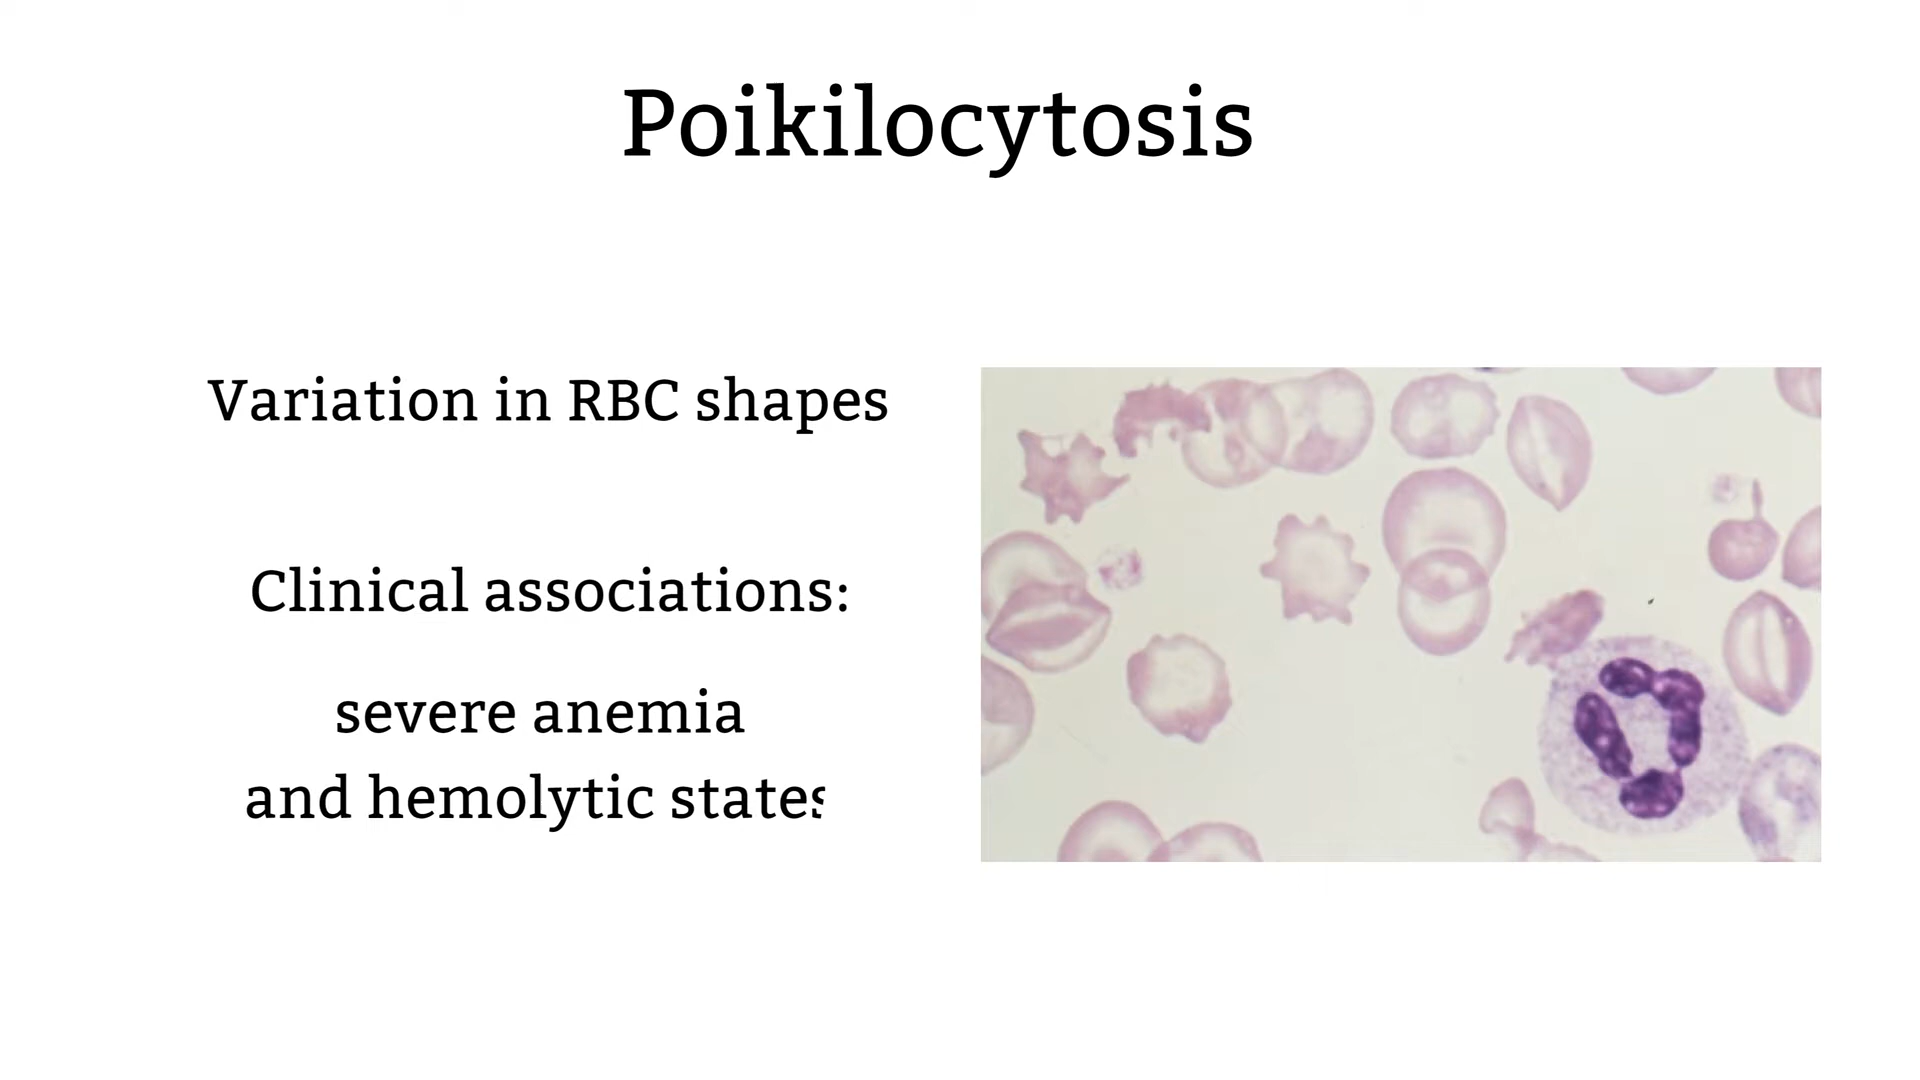 Poikilocytosis
Variation in RBC shapes
Clinical associations:
severe anemia
and hemolytic states